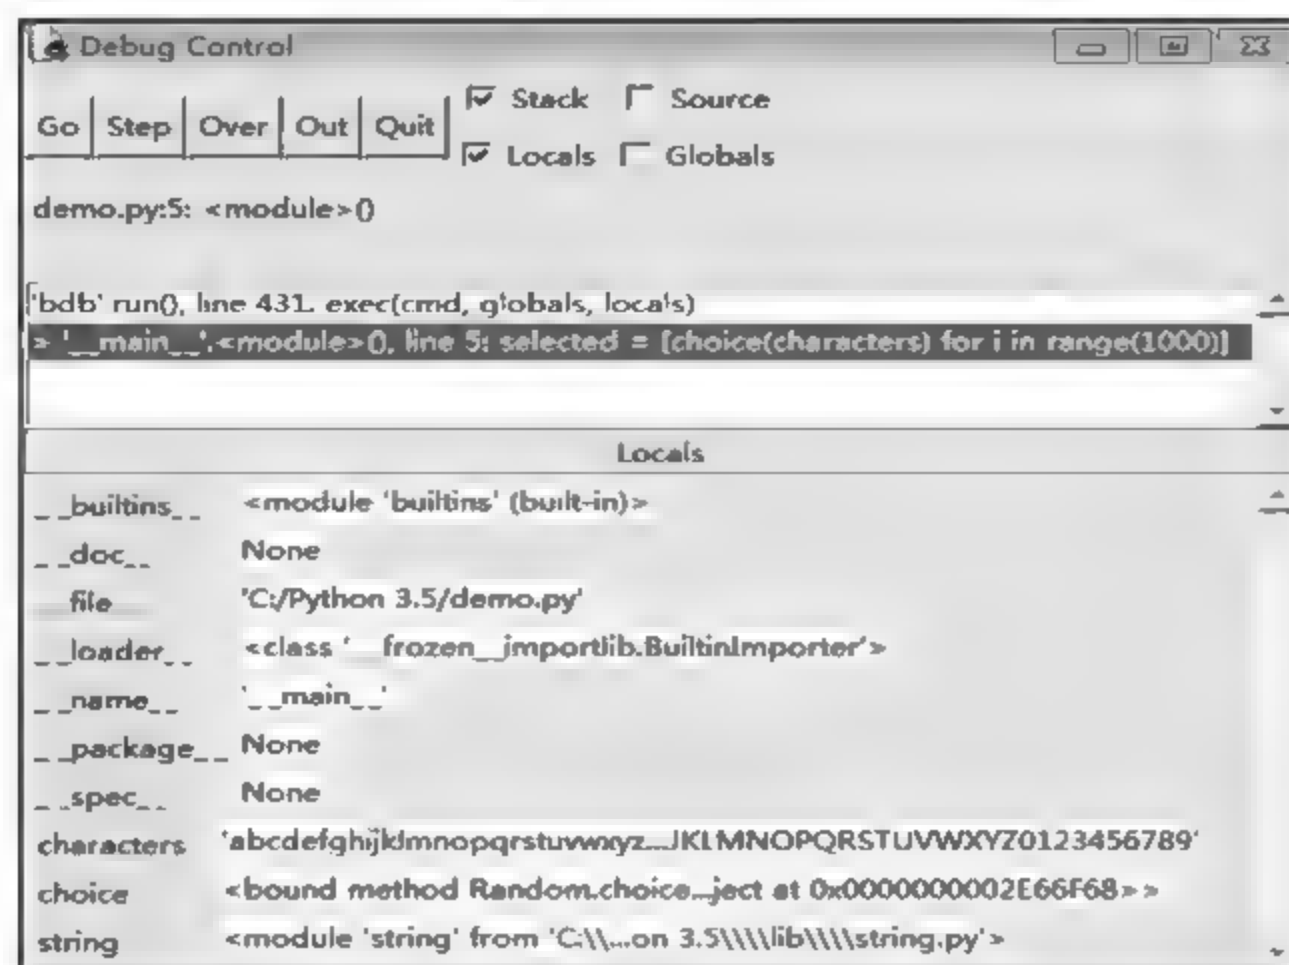 Debug Control
Go Step Over Out Quit
Stack Source
Locals Globals
demo.py:5: <module>()
'bdb' run(), line 431. exec(cmd, globals, locals)
> '__main__'.<module>(), line 5: selected = [choice(characters) for i in range(1000)]
Locals
__builtins__ <module 'builtins' (built-in)>
__doc__ None
__file__ 'C:/Python 3.5/demo.py'
__loader__ <class '__frozen__importlib.BuiltinImporter'>
__name__ '__main__'
__package__ None
__spec__ None
characters 'abcdefghijklmnopqrstuvwxyz...JKLMNOPQRSTUVWXYZ0123456789'
choice <bound method Random.choice...ject at 0x0000000002E66F68>>
string <module 'string' from 'C:\\...on 3.5\\\\lib\\\\string.py'>